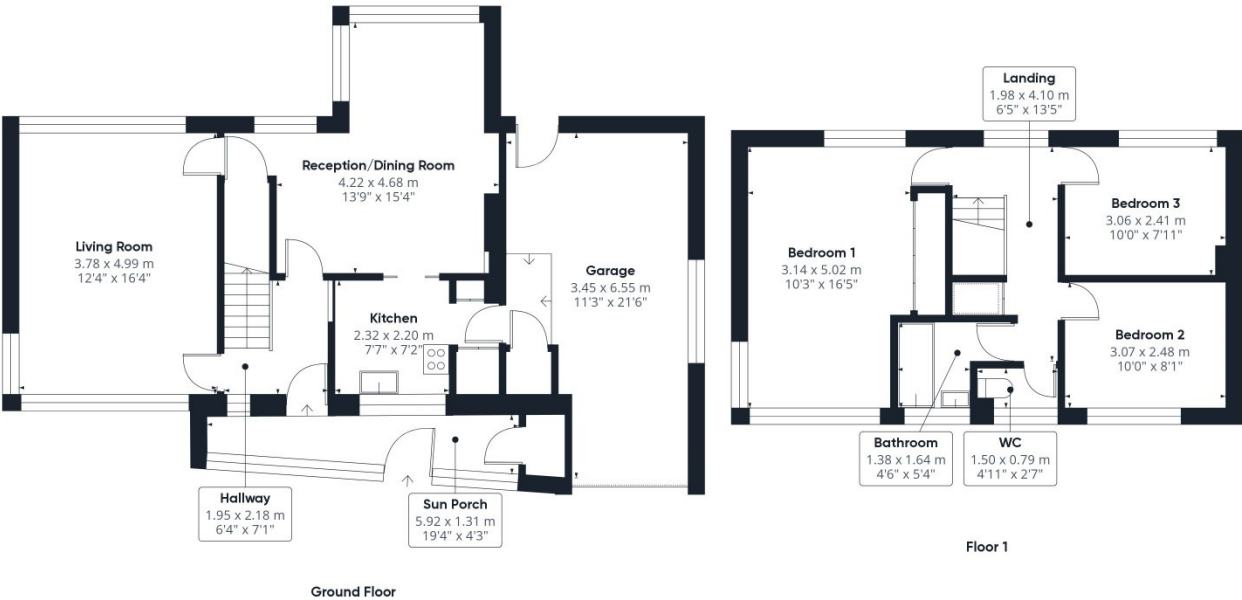 Landing
1.98 x 4.10 m
6'5" x 13'5"
Reception/Dining Room
4.22 x 4.68 m
13'9" x 15'4"
Living Room
3.78 x 4.99 m
12'4" x 16'4"
Garage
3.45 x 6.55 m
11'3" x 21'6"
Kitchen
2.32 x 2.20 m
7'7" x 7'2"
Bedroom 1
3.14 x 5.02 m
10'3" x 16'5"
Bedroom 3
3.06 x 2.41 m
10'0" x 7'11"
Bedroom 2
3.07 x 2.48 m
10'0" x 8'1"
Hallway
1.95 x 2.18 m
6'4" x 7'1"
Sun Porch
5.92 x 1.31 m
19'4" x 4'3"
Bathroom
1.38 x 1.64 m
4'6" x 5'4"
WC
1.50 x 0.79 m
4'11" x 2'7"
Floor 1
Ground Floor